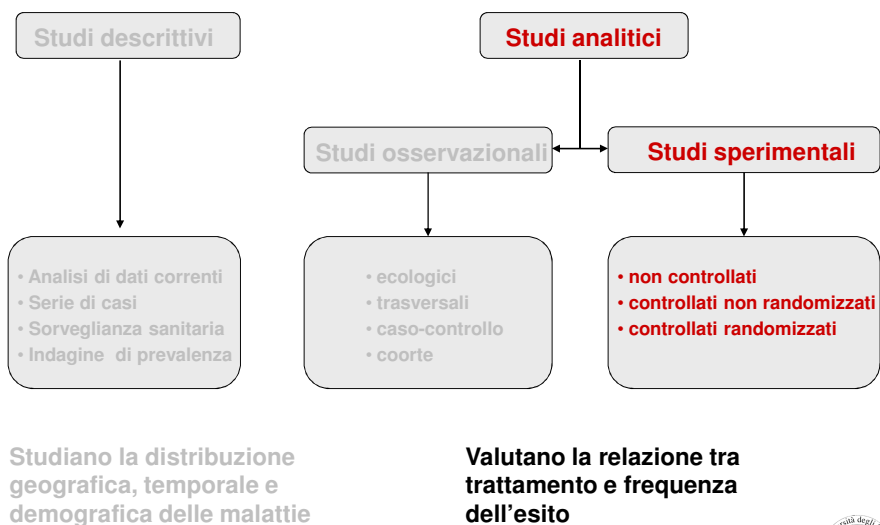 Studi descrittivi
Studi analitici
Studi osservazionali
Studi sperimentali
• Analisi di dati correnti
• Serie di casi
• Sorveglianza sanitaria
• Indagine di prevalenza
• ecologici
• trasversali
• caso-controllo
• coorte
• non controllati
• controllati non randomizzati
• controllati randomizzati
Studiano la distribuzione
geografica, temporale e
demografica delle malattie
Valutano la relazione tra
trattamento e frequenza
dell'esito